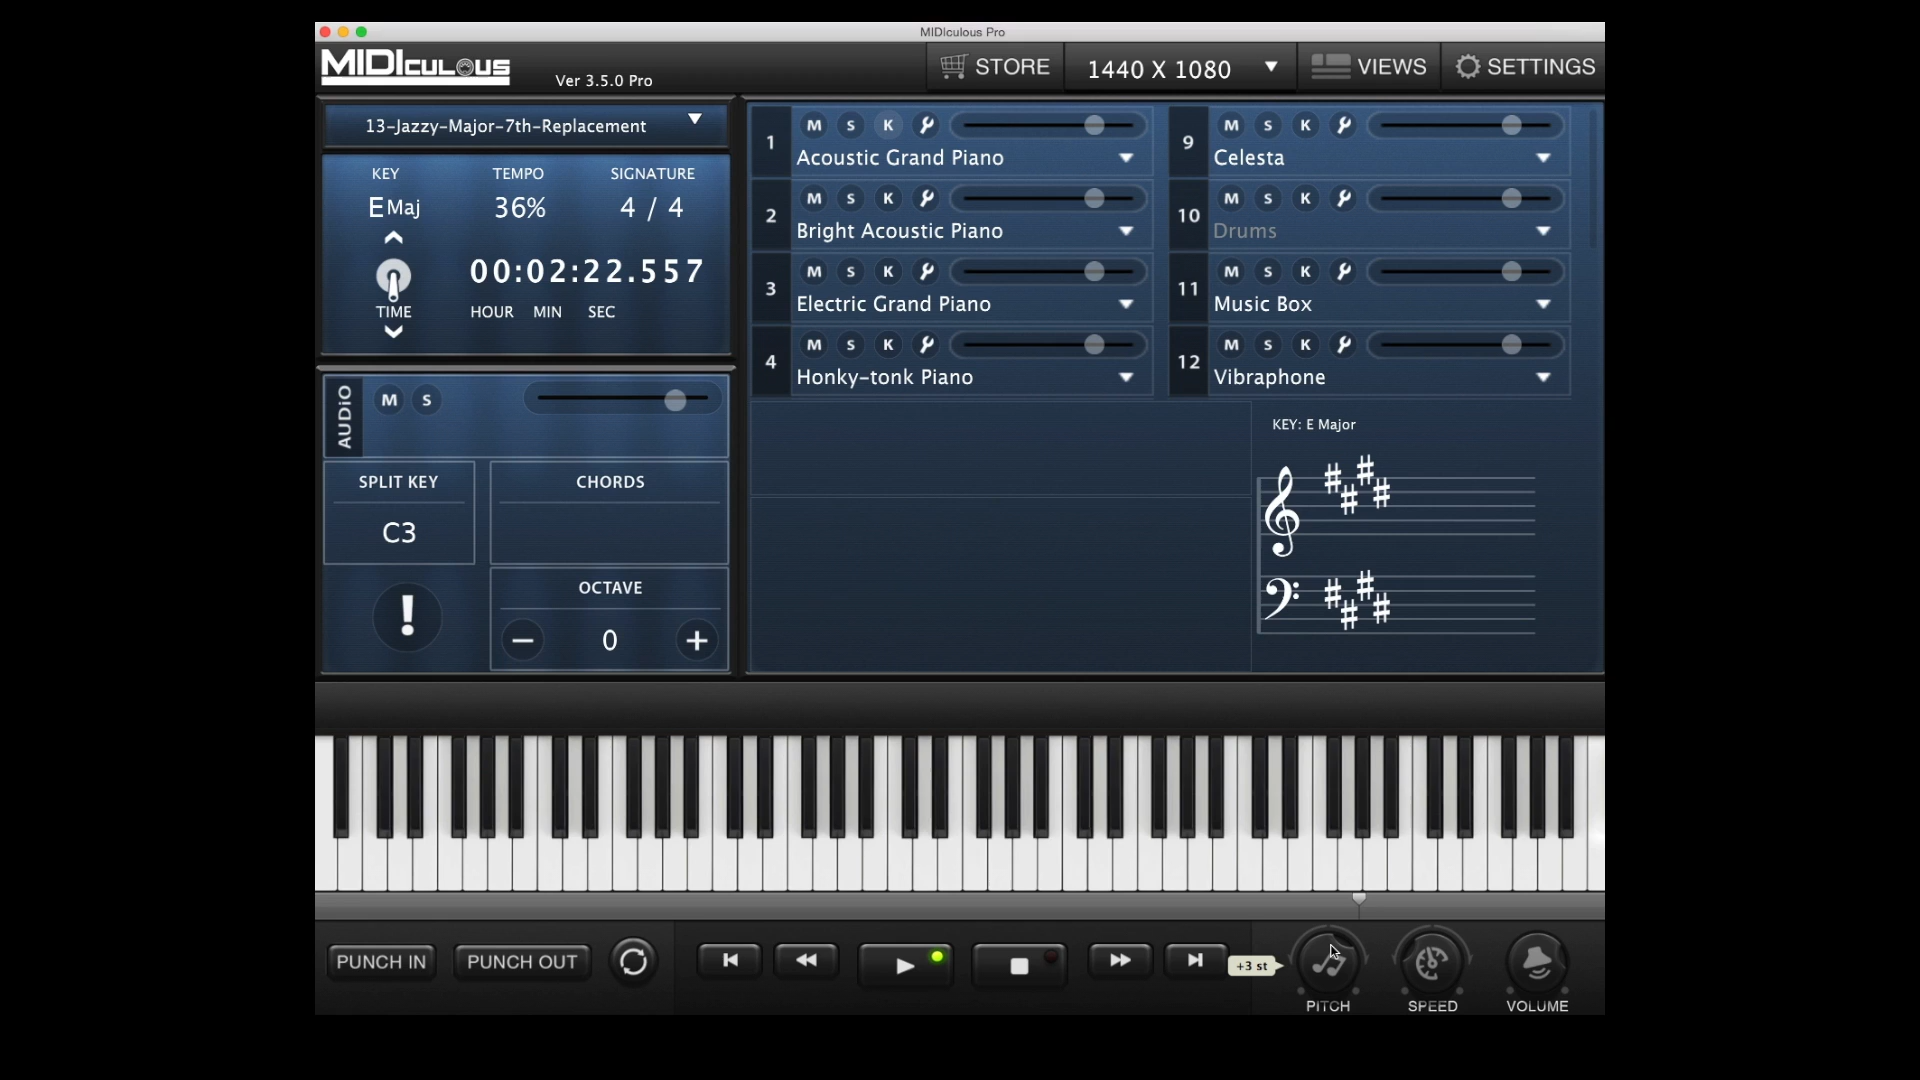 MIDIculous Pro
MIDIculous
Ver 3.5.0 Pro
STORE
1440 X 1080
VIEWS
SETTINGS
13-Jazzy-Major-7th-Replacement
KEY TEMPO SIGNATURE
E Maj 36% 4 / 4
00:02:22.557
TIME HOUR MIN SEC
AUDiO M S
SPLIT KEY
C3
CHORDS
!
OCTAVE
− 0 +
1 M S K
Acoustic Grand Piano
2 M S K
Bright Acoustic Piano
3 M S K
Electric Grand Piano
4 M S K
Honky-tonk Piano
9 M S K
Celesta
10 M S K
Drums
11 M S K
Music Box
12 M S K
Vibraphone
KEY: E Major
PUNCH IN
PUNCH OUT
+3 st
PITCH
SPEED
VOLUME